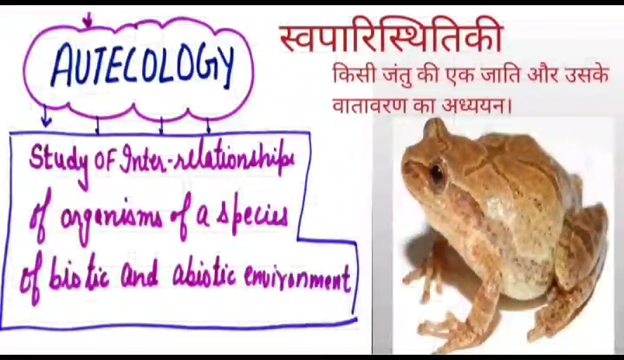 AUTECOLOGY
Study of Inter-relationships
of organisms of a species
of biotic and abiotic environment
स्वपारिस्थितिकी
किसी जंतु की एक जाति और उसके
वातावरण का अध्ययन।